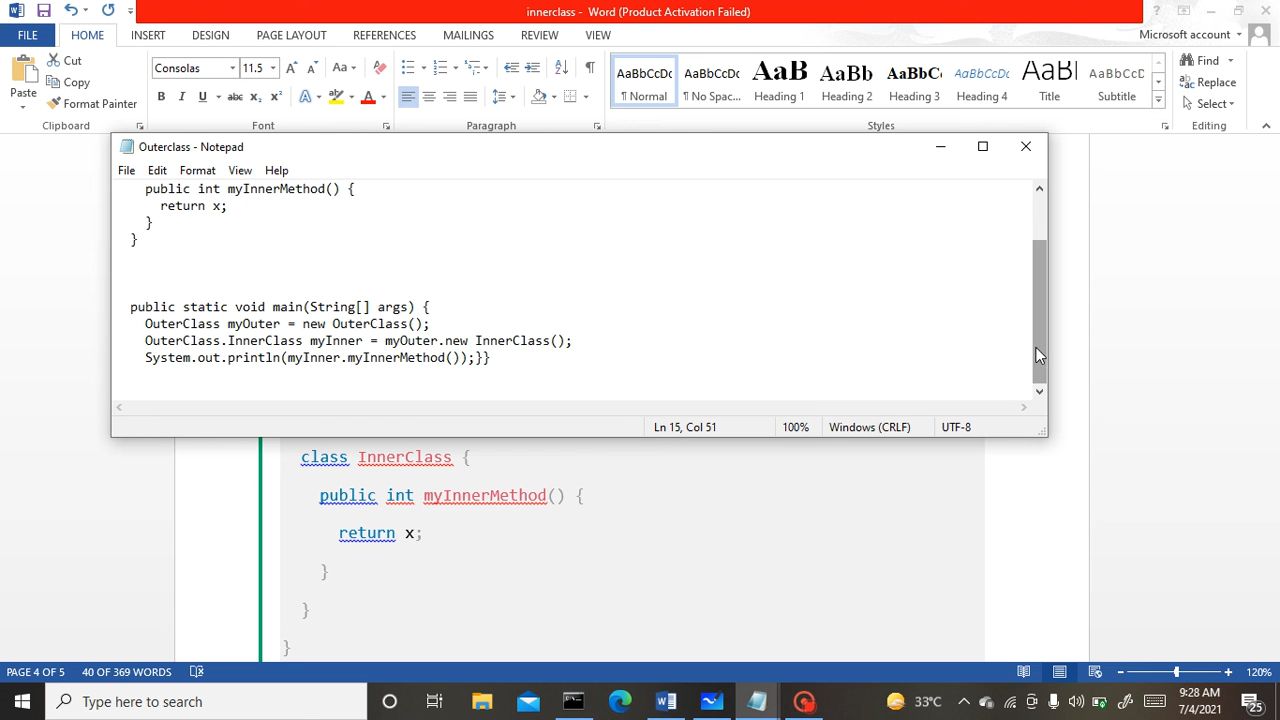 innerclass - Word (Product Activation Failed)
FILE HOME INSERT DESIGN PAGE LAYOUT REFERENCES MAILINGS REVIEW VIEW Microsoft account
Paste
Cut
Copy
Format Painter
Clipboard
Consolas 11.5
Font
Paragraph
AaBbCcDc AaBbCcDc AaB AaBb AaBbC AaBbCcDd AaBl AaBbCcDd
¶ Normal ¶ No Spac... Heading 1 Heading 2 Heading 3 Heading 4 Title Subtitle
Styles
Find
Replace
Select
Editing
Outerclass - Notepad
File Edit Format View Help
public int myInnerMethod() {
return x;
}
}
public static void main(String[] args) {
OuterClass myOuter = new OuterClass();
OuterClass.InnerClass myInner = myOuter.new InnerClass();
System.out.println(myInner.myInnerMethod());}}
Ln 15, Col 51 100% Windows (CRLF) UTF-8
class InnerClass {
public int myInnerMethod() {
return x;
}
}
}
PAGE 4 OF 5 40 OF 369 WORDS 120%
Type here to search
33°C
9:28 AM
7/4/2021
25